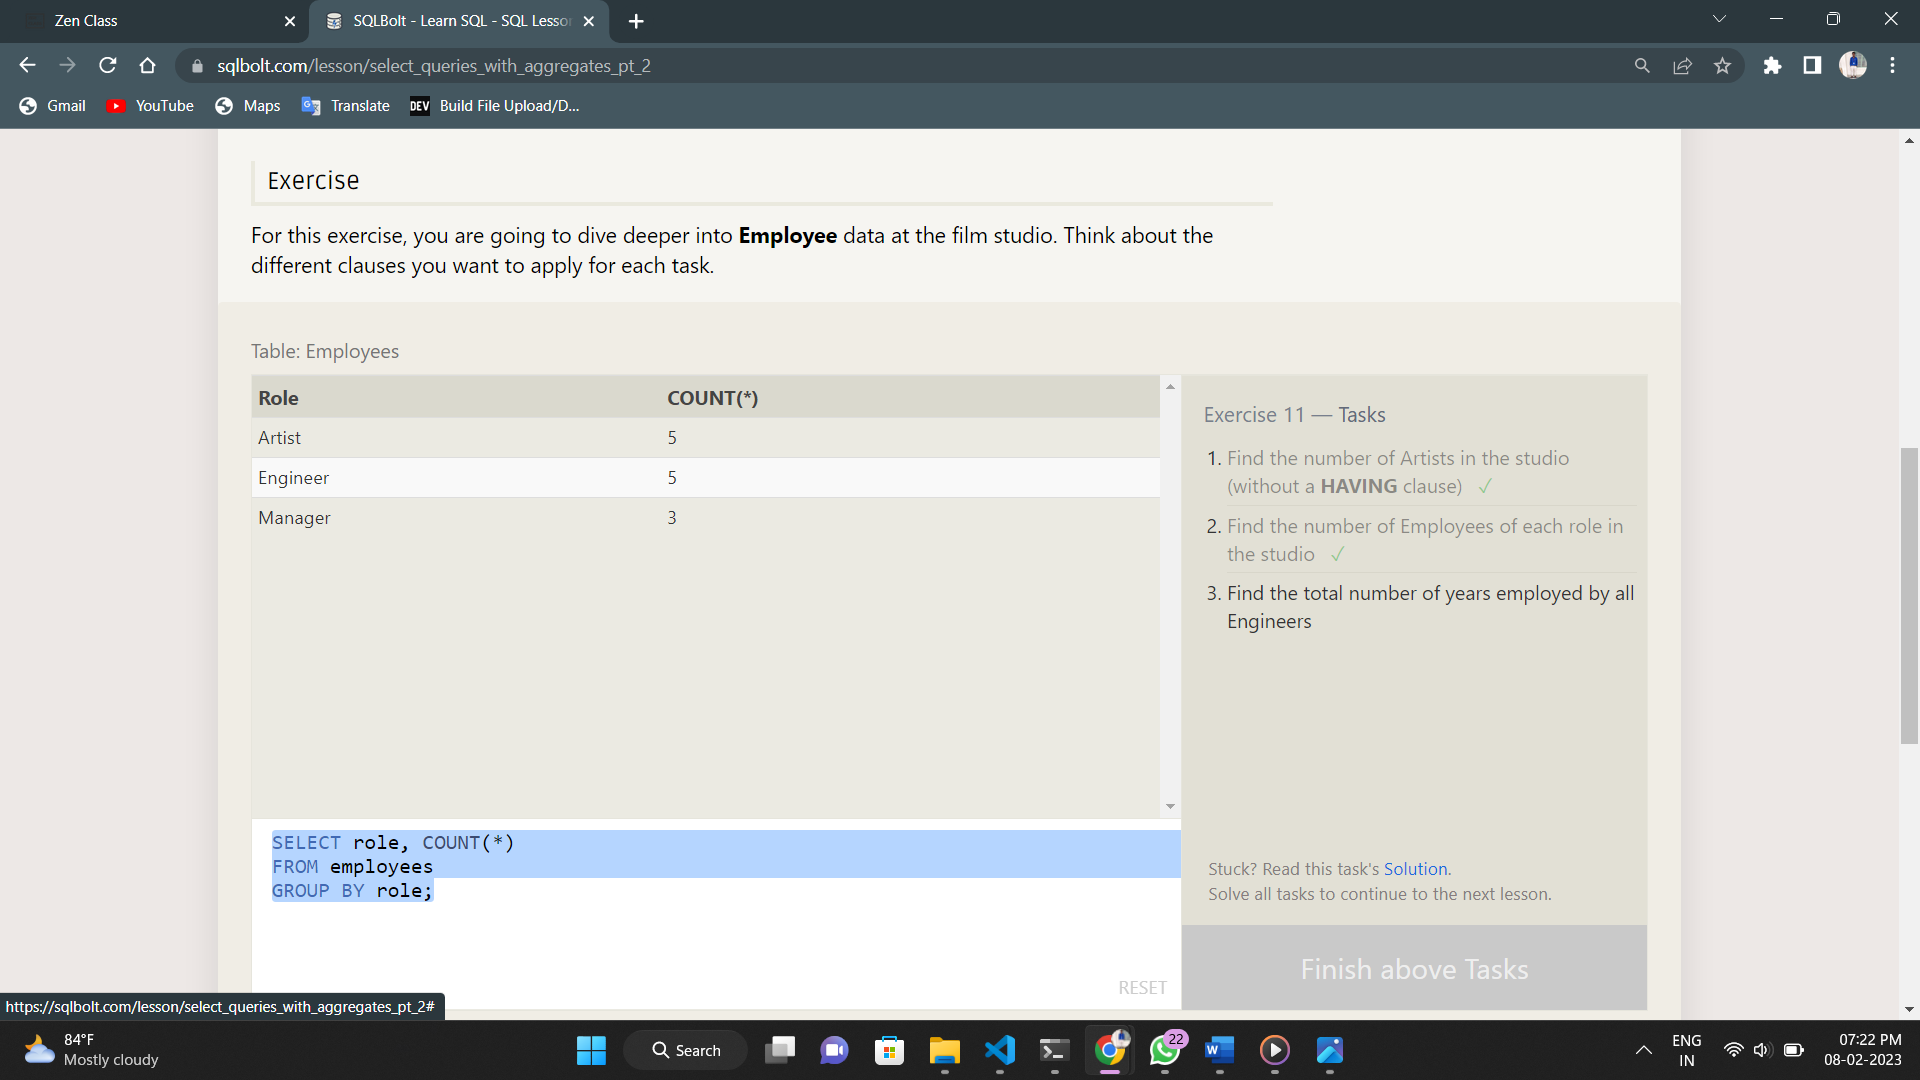 Zen Class
SQLBolt - Learn SQL - SQL Lesson
sqlbolt.com/lesson/select_queries_with_aggregates_pt_2
Gmail
YouTube
Maps
Translate
DEV
Build File Upload/D...
Exercise
For this exercise, you are going to dive deeper into Employee data at the film studio. Think about the
different clauses you want to apply for each task.
Table: Employees
Role COUNT(*)
Artist 5
Engineer 5
Manager 3
Exercise 11 — Tasks
1. Find the number of Artists in the studio
(without a HAVING clause) ✓
2. Find the number of Employees of each role in
the studio ✓
3. Find the total number of years employed by all
Engineers
SELECT role, COUNT(*)
FROM employees
GROUP BY role;
RESET
Stuck? Read this task's Solution.
Solve all tasks to continue to the next lesson.
Finish above Tasks
https://sqlbolt.com/lesson/select_queries_with_aggregates_pt_2#
84°F
Mostly cloudy
Search
22
ENG
IN
07:22 PM
08-02-2023